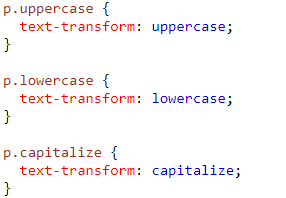 p.uppercase {
  text-transform: uppercase;
}

p.lowercase {
  text-transform: lowercase;
}

p.capitalize {
  text-transform: capitalize;
}